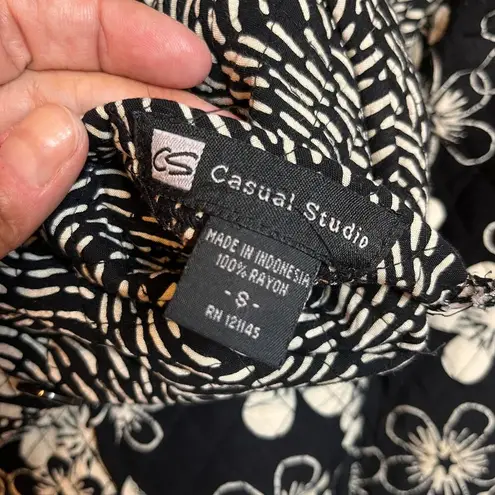 CS Casual Studio
MADE IN INDONESIA
100% RAYON
- S -
RN 121145